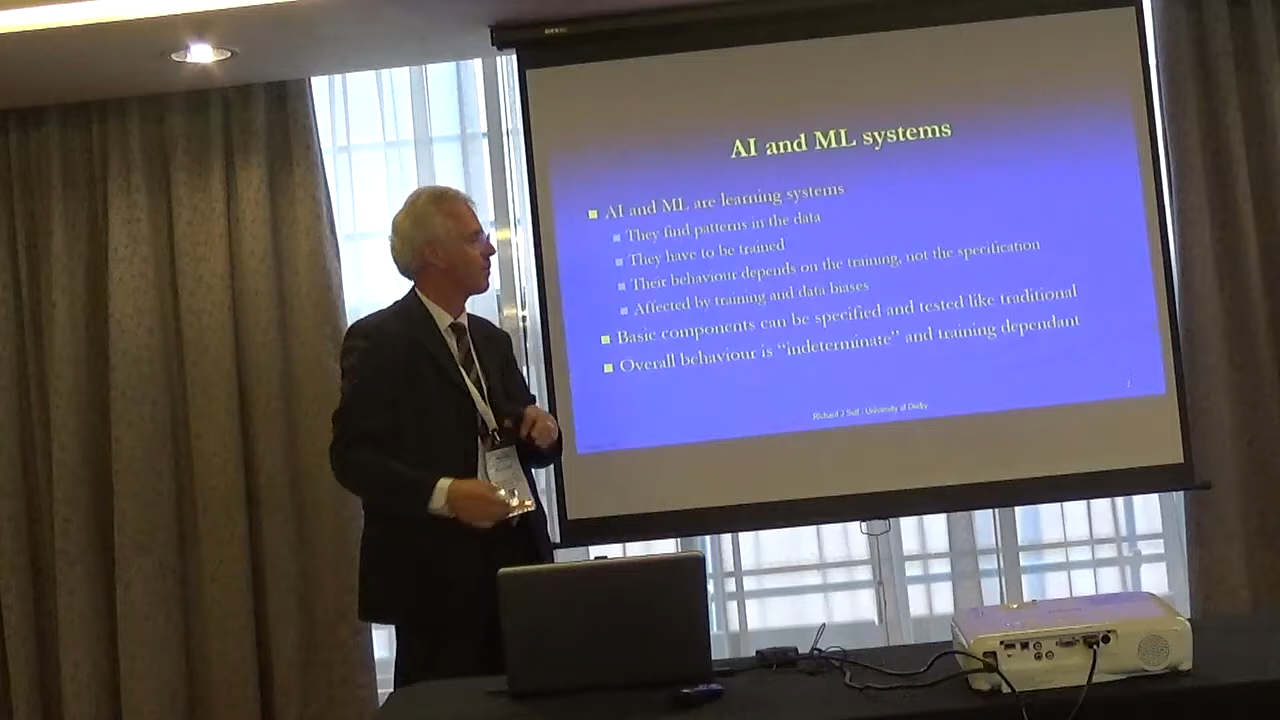 AI and ML systems
AI and ML are learning systems
They find patterns in the data
They have to be trained
Their behaviour depends on the training, not the specification
Affected by training and data biases
Basic components can be specified and tested like traditional
Overall behaviour is “indeterminate” and training dependant
Richard J Self - University of Derby